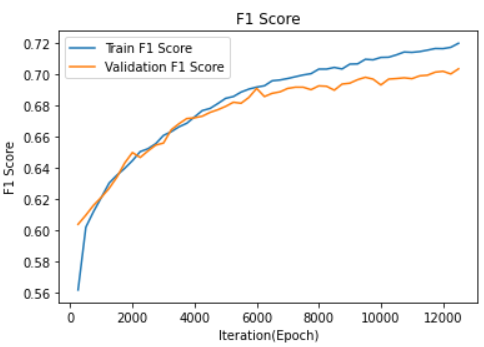 F1 Score
Train F1 Score
Validation F1 Score
0.72
0.70
0.68
0.66
0.64
0.62
0.60
0.58
0.56
F1 Score
0 2000 4000 6000 8000 10000 12000
Iteration(Epoch)